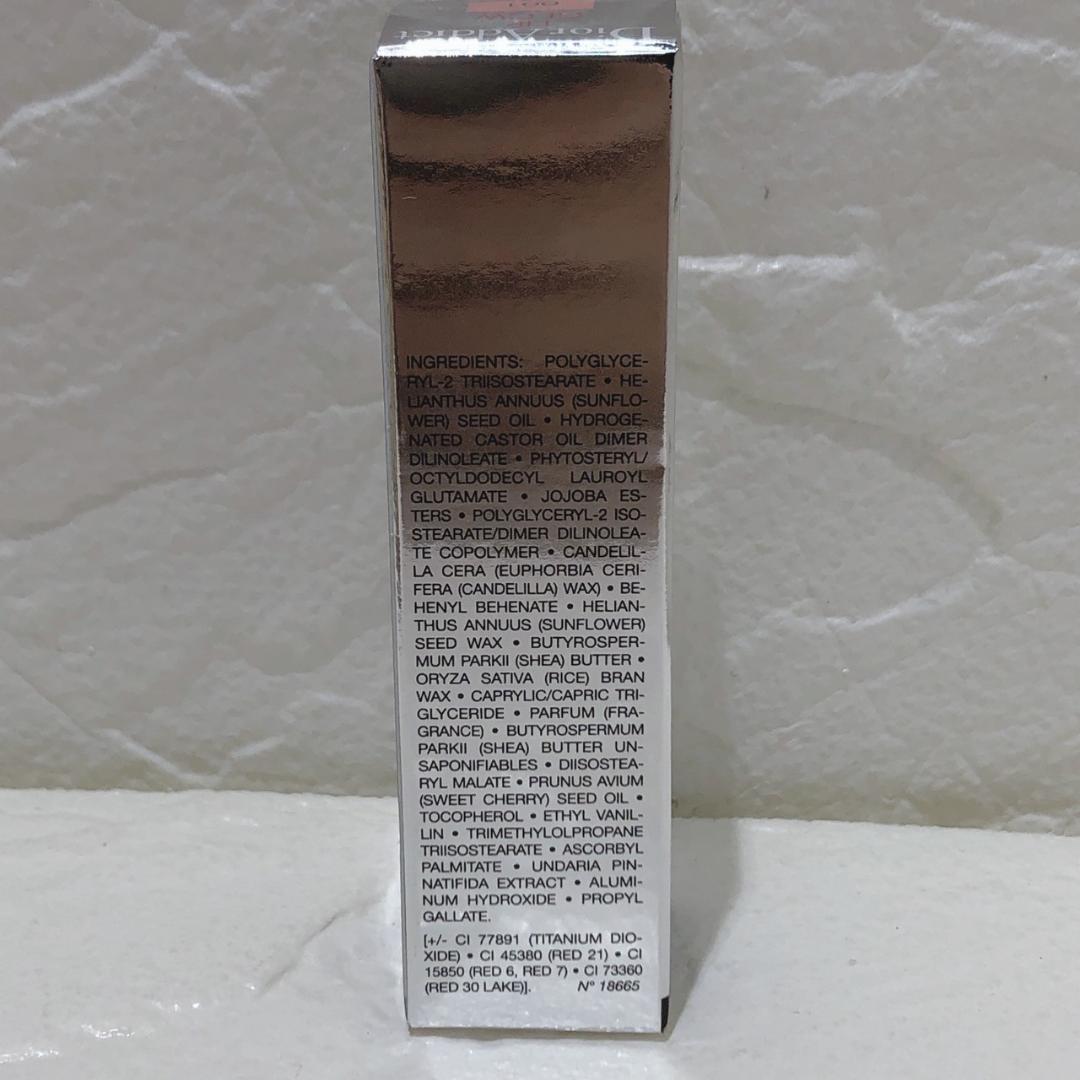 001
LIP
GLOW
Dior Addict
INGREDIENTS: POLYGLYCE-
RYL-2 TRIISOSTEARATE • HE-
LIANTHUS ANNUUS (SUNFLO-
WER) SEED OIL • HYDROGE-
NATED CASTOR OIL DIMER
DILINOLEATE • PHYTOSTERYL/
OCTYLDODECYL LAUROYL
GLUTAMATE • JOJOBA ES-
TERS • POLYGLYCERYL-2 ISO-
STEARATE/DIMER DILINOLEA-
TE COPOLYMER • CANDELIL-
LA CERA (EUPHORBIA CERI-
FERA (CANDELILLA) WAX) • BE-
HENYL BEHENATE • HELIAN-
THUS ANNUUS (SUNFLOWER)
SEED WAX • BUTYROSPER-
MUM PARKII (SHEA) BUTTER •
ORYZA SATIVA (RICE) BRAN
WAX • CAPRYLIC/CAPRIC TRI-
GLYCERIDE • PARFUM (FRA-
GRANCE) • BUTYROSPERMUM
PARKII (SHEA) BUTTER UN-
SAPONIFIABLES • DIISOSTEA-
RYL MALATE • PRUNUS AVIUM
(SWEET CHERRY) SEED OIL •
TOCOPHEROL • ETHYL VANIL-
LIN • TRIMETHYLOLPROPANE
TRIISOSTEARATE • ASCORBYL
PALMITATE • UNDARIA PIN-
NATIFIDA EXTRACT • ALUMI-
NUM HYDROXIDE • PROPYL
GALLATE.
[+/- CI 77891 (TITANIUM DIO-
XIDE) • CI 45380 (RED 21) • CI
15850 (RED 6, RED 7) • CI 73360
(RED 30 LAKE)]. N° 18665